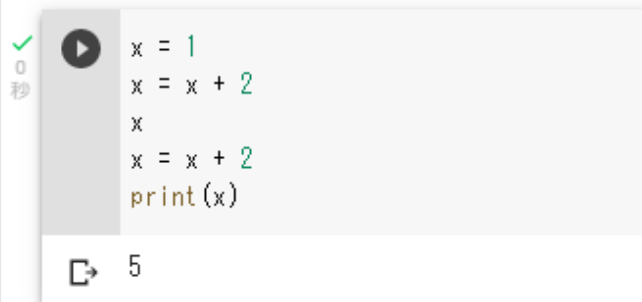 0
秒
x = 1
x = x + 2
x
x = x + 2
print(x)
5